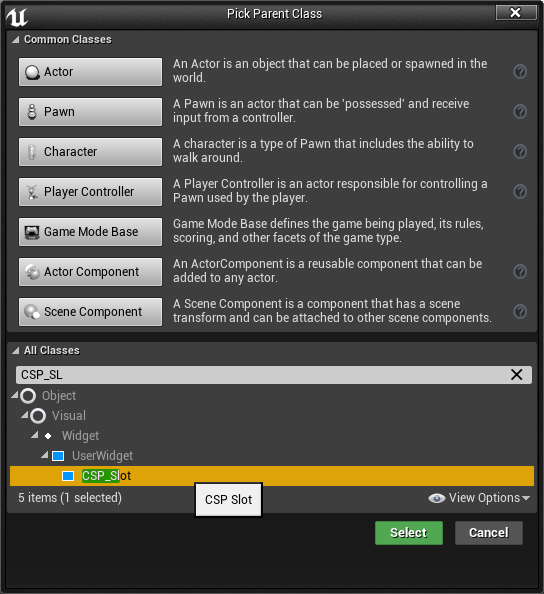 Pick Parent Class
Common Classes
Actor
An Actor is an object that can be placed or spawned in the
world.
Pawn
A Pawn is an actor that can be 'possessed' and receive
input from a controller.
Character
A character is a type of Pawn that includes the ability to
walk around.
Player Controller
A Player Controller is an actor responsible for controlling a
Pawn used by the player.
Game Mode Base
Game Mode Base defines the game being played, its rules,
scoring, and other facets of the game type.
Actor Component
An ActorComponent is a reusable component that can be
added to any actor.
Scene Component
A Scene Component is a component that has a scene
transform and can be attached to other scene components.
All Classes
CSP_SL
Object
Visual
Widget
UserWidget
CSP_Slot
5 items (1 selected)
CSP Slot
View Options
Select
Cancel